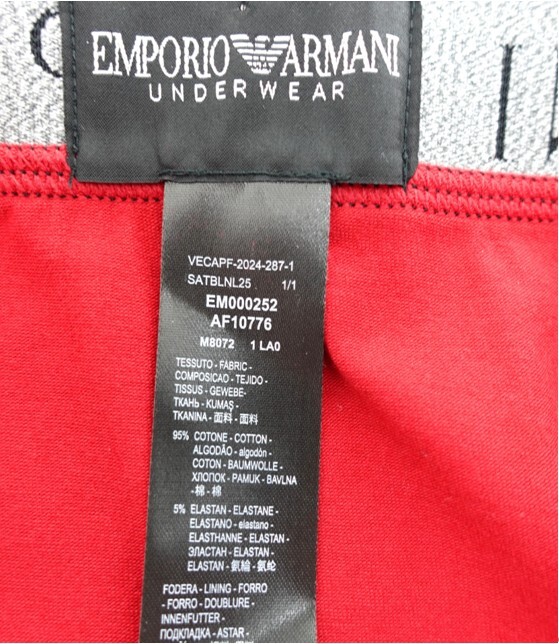 EMPORIO ARMANI
UNDERWEAR
VECAPF-2024-287-1
SATBLNL25 1/1
EM000252
AF10776
M8072 1 LA0
TESSUTO - FABRIC -
COMPOSICAO - TEJIDO -
TISSUS - GEWEBE-
ТКАНЬ - KUMAŞ -
TKANINA - 面料 - 面料
95% COTONE - COTTON -
ALGODÃO - algodón -
COTON - BAUMWOLLE -
ХЛОПОК - PAMUK - BAVLNA
- 棉 - 棉
5% ELASTAN - ELASTANE -
ELASTANO - elastano -
ELASTHANNE - ELASTAN -
ЭЛАСТАН - ELASTAN -
ELASTAN - 氨綸 - 氨纶
FODERA - LINING - FORRO
- FORRO - DOUBLURE -
INNENFUTTER -
ПОДКЛАДКА - ASTAR -